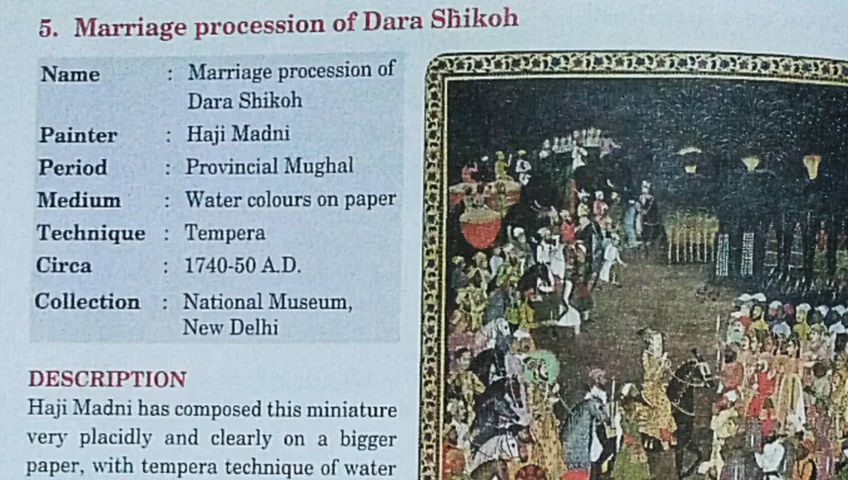 5. Marriage procession of Dara Shikoh
Name : Marriage procession of
Dara Shikoh
Painter : Haji Madni
Period : Provincial Mughal
Medium : Water colours on paper
Technique : Tempera
Circa : 1740-50 A.D.
Collection : National Museum,
New Delhi
DESCRIPTION
Haji Madni has composed this miniature
very placidly and clearly on a bigger
paper, with tempera technique of water